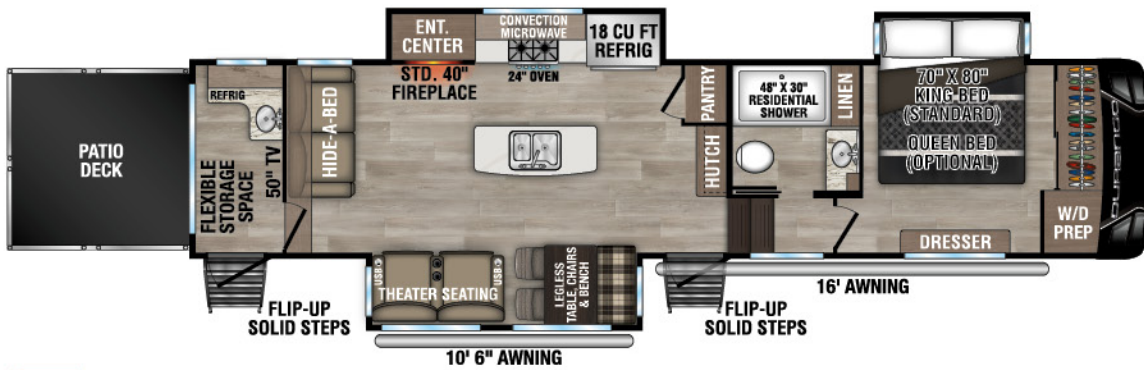 PATIO
DECK
REFRIG
FLEXIBLE
STORAGE
SPACE
50" TV
HIDE-A-BED
ENT.
CENTER
STD. 40"
FIREPLACE
CONVECTION
MICROWAVE
24" OVEN
18 CU FT
REFRIG
PANTRY
HUTCH
48" X 30"
RESIDENTIAL
SHOWER
LINEN
70" X 80"
KING BED
(STANDARD)
QUEEN BED
(OPTIONAL)
DURANGO
W/D
PREP
DRESSER
USB
THEATER SEATING
USB
LEGLESS
TABLE, CHAIRS
& BENCH
FLIP-UP
SOLID STEPS
FLIP-UP
SOLID STEPS
16' AWNING
10' 6" AWNING